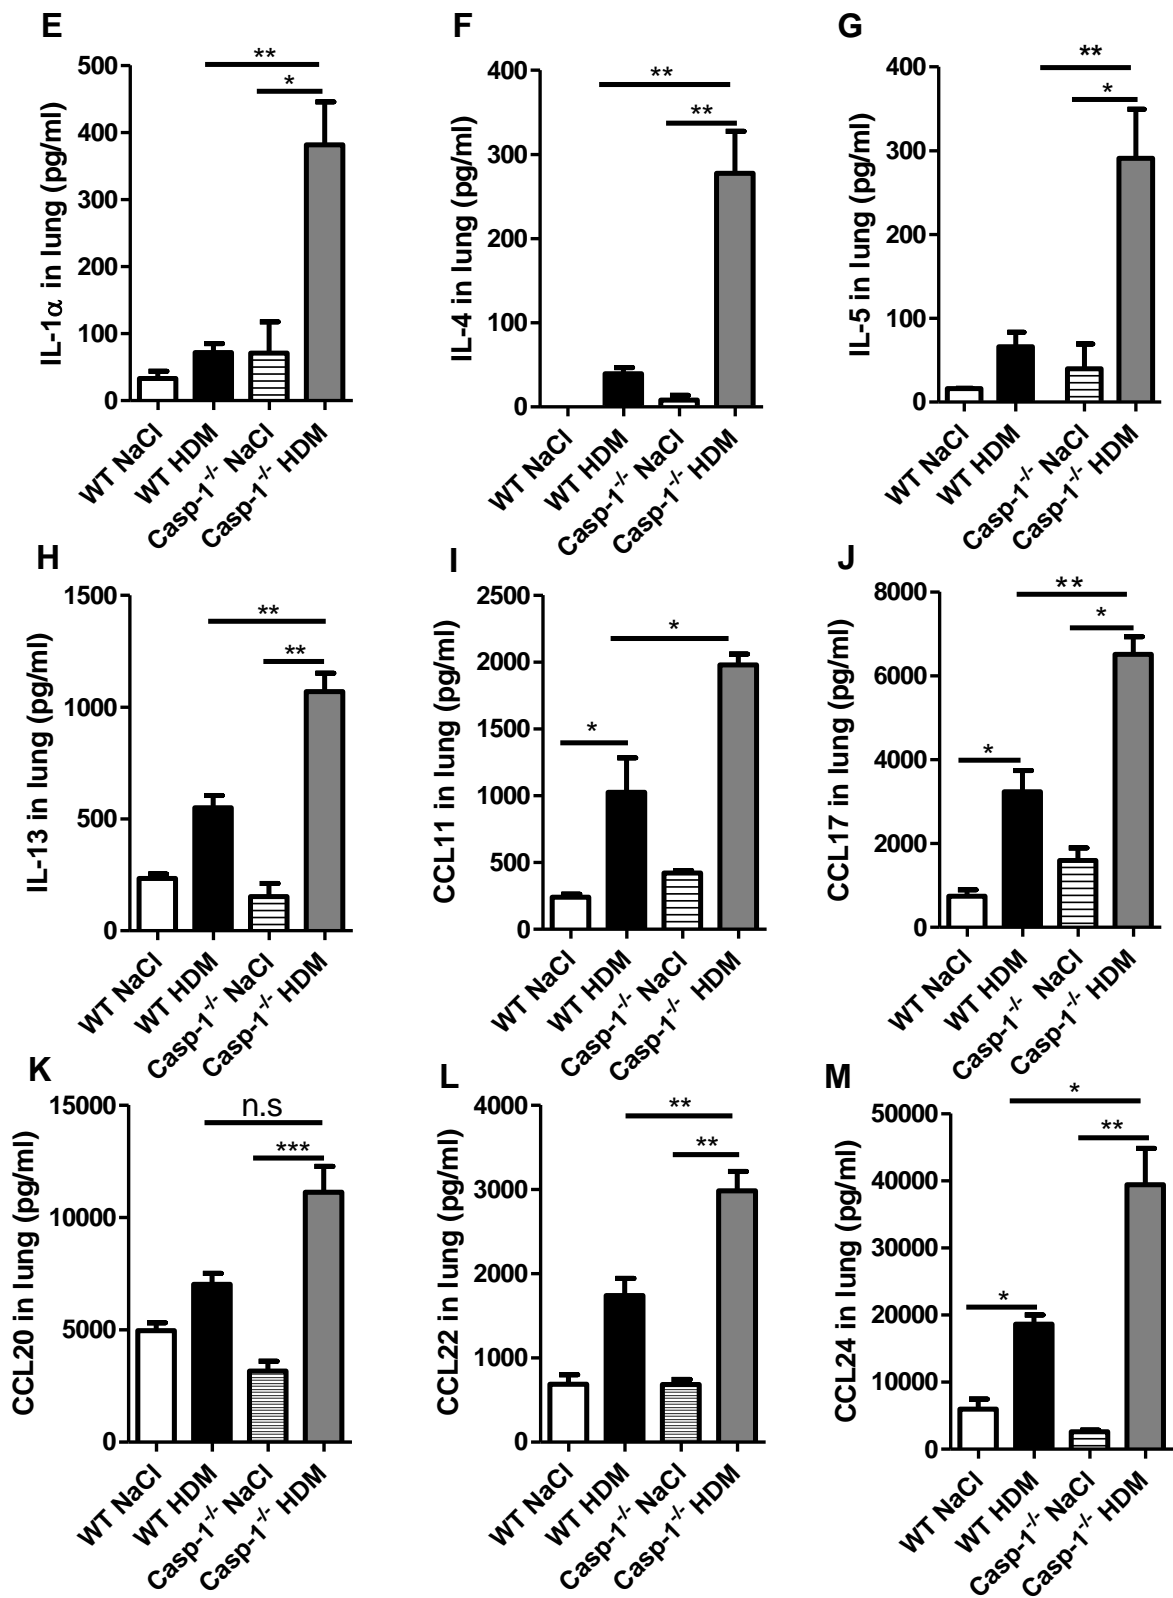 E
IL-1α in lung (pg/ml)
500
400
300
200
100
0
**
*
WT NaCl
WT HDM
Casp-1-/- NaCl
Casp-1-/- HDM
F
IL-4 in lung (pg/ml)
400
300
200
100
0
**
**
WT NaCl
WT HDM
Casp-1-/- NaCl
Casp-1-/- HDM
G
IL-5 in lung (pg/ml)
400
300
200
100
0
**
*
WT NaCl
WT HDM
Casp-1-/- NaCl
Casp-1-/- HDM
H
IL-13 in lung (pg/ml)
1500
1000
500
0
**
**
WT NaCl
WT HDM
Casp-1-/- NaCl
Casp-1-/- HDM
I
CCL11 in lung (pg/ml)
2500
2000
1500
1000
500
0
*
*
WT NaCl
WT HDM
Casp-1-/- NaCl
Casp-1-/- HDM
J
CCL17 in lung (pg/ml)
8000
6000
4000
2000
0
**
*
*
WT NaCl
WT HDM
Casp-1-/- NaCl
Casp-1-/- HDM
K
CCL20 in lung (pg/ml)
15000
10000
5000
0
n.s
***
WT NaCl
WT HDM
Casp-1-/- NaCl
Casp-1-/- HDM
L
CCL22 in lung (pg/ml)
4000
3000
2000
1000
0
**
**
WT NaCl
WT HDM
Casp-1-/- NaCl
Casp-1-/- HDM
M
CCL24 in lung (pg/ml)
50000
40000
30000
20000
10000
0
*
**
*
WT NaCl
WT HDM
Casp-1-/- NaCl
Casp-1-/- HDM